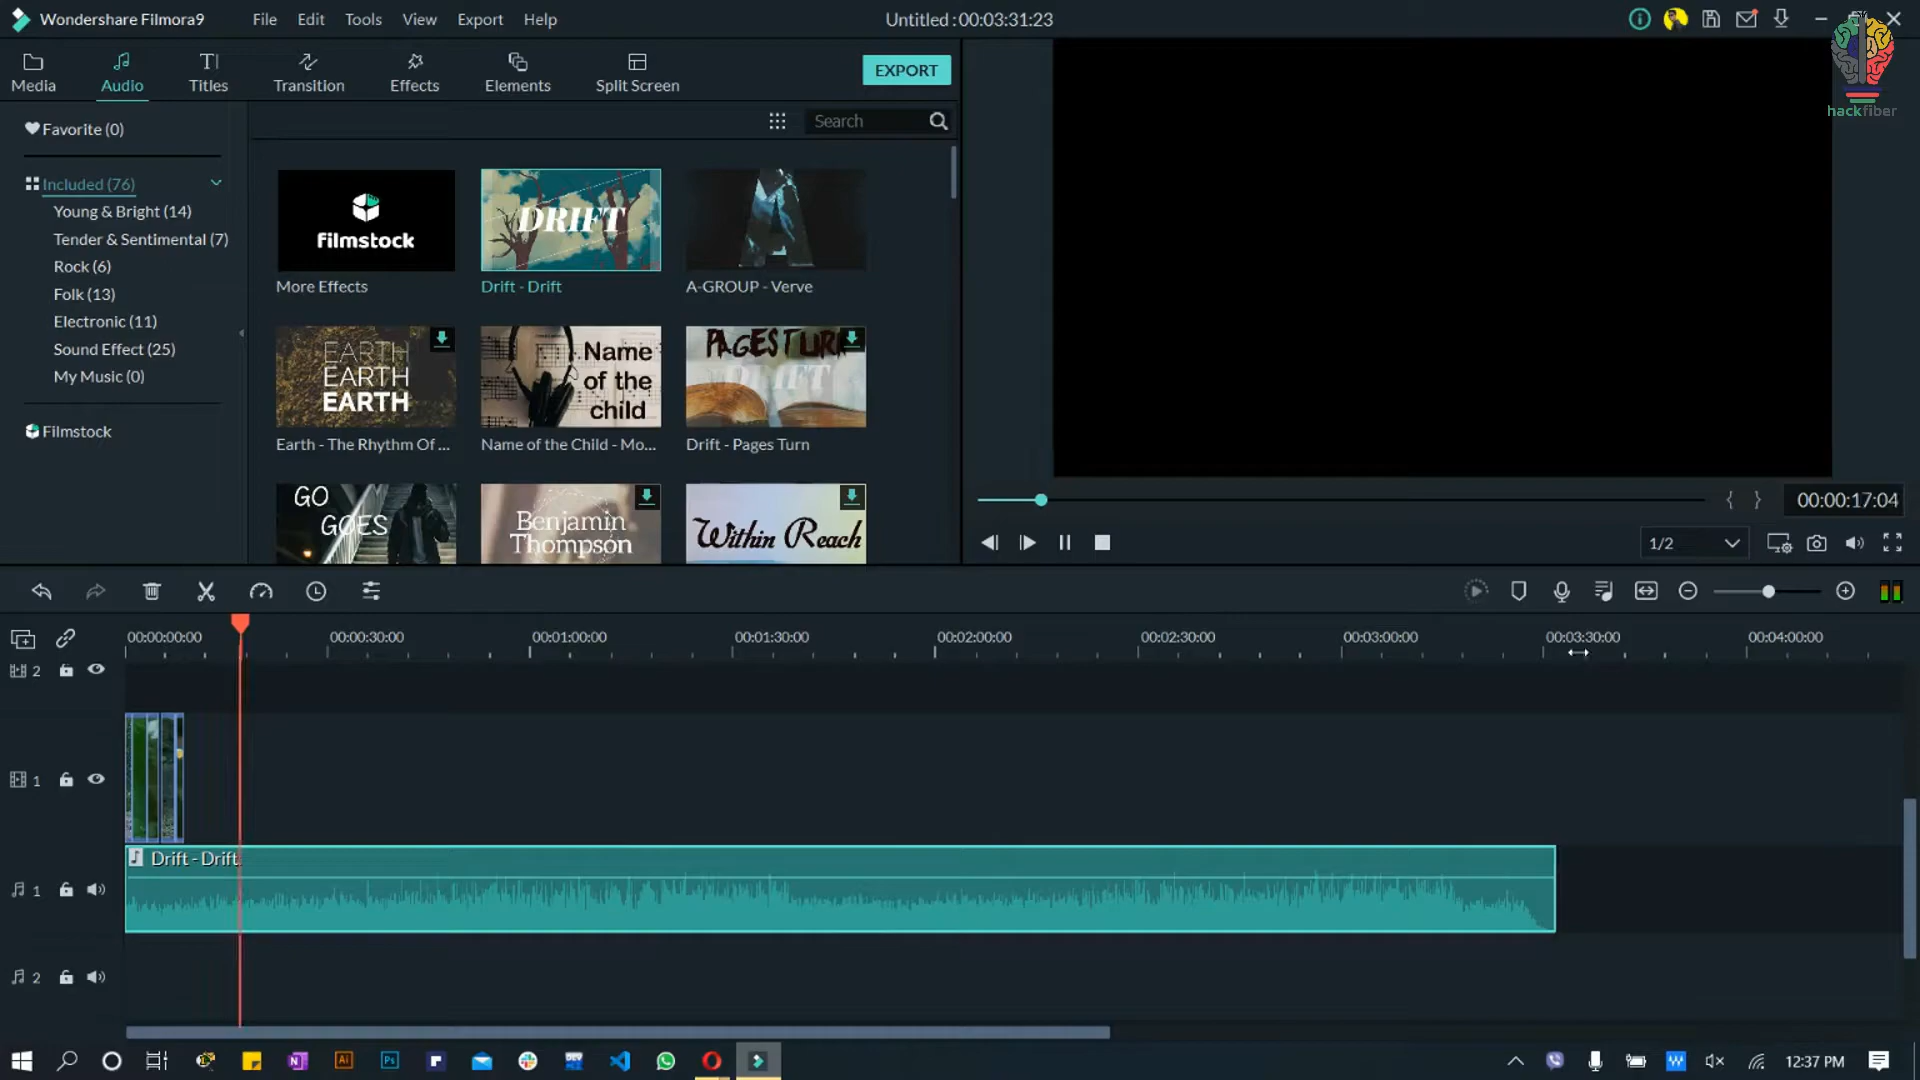 Wondershare Filmora9
File Edit Tools View Export Help
Untitled : 00:03:31:23
hackfiber
Media Audio Titles Transition Effects Elements Split Screen
EXPORT
Favorite (0)
Included (76)
Young & Bright (14)
Tender & Sentimental (7)
Rock (6)
Folk (13)
Electronic (11)
Sound Effect (25)
My Music (0)
Filmstock
Search
filmstock
DRIFT
A
More Effects
Drift - Drift
A-GROUP - Verve
EARTH
EARTH
EARTH
Name
of the
child
PAGES TURN
DRIFT
Earth - The Rhythm Of ...
Name of the Child - Mo...
Drift - Pages Turn
GO
GOES
Benjamin
Thompson
Within Reach
00:00:17:04
1/2
00:00:00:00 00:00:30:00 00:01:00:00 00:01:30:00 00:02:00:00 00:02:30:00 00:03:00:00 00:03:30:00 00:04:00:00
2
1
Drift - Drift
1
2
12:37 PM